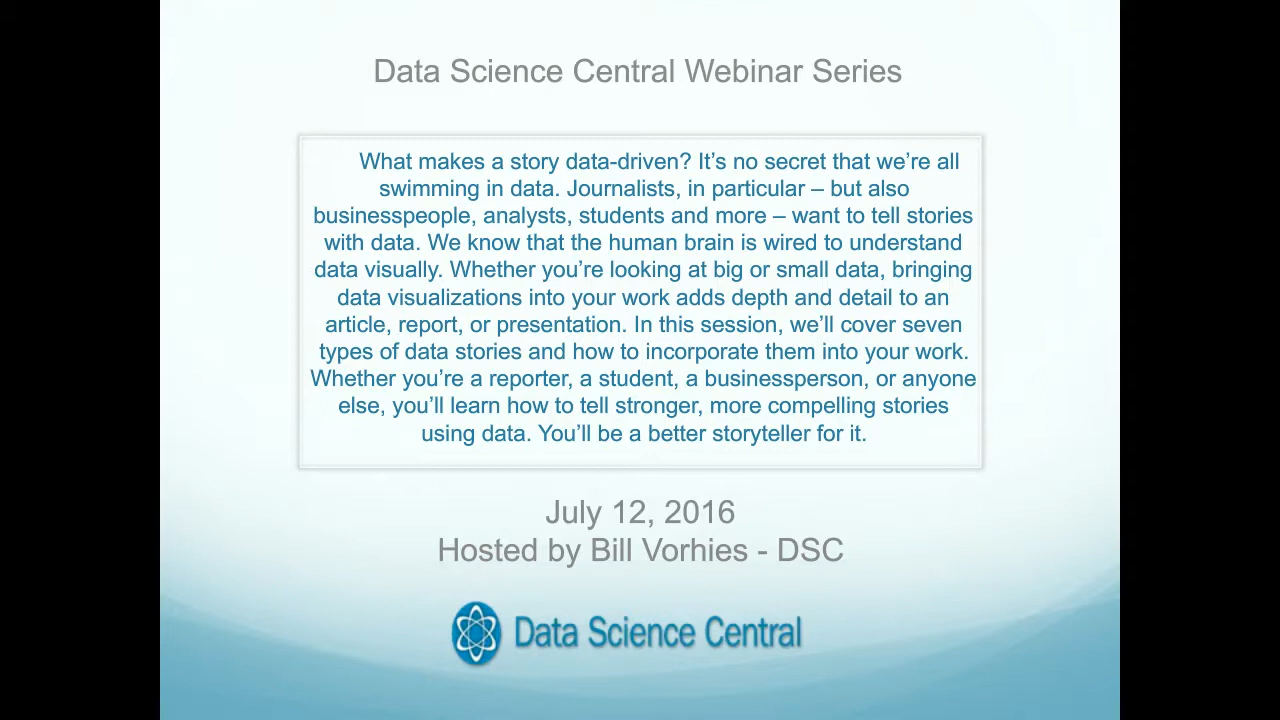 Data Science Central Webinar Series
What makes a story data-driven? It's no secret that we're all
swimming in data. Journalists, in particular – but also
businesspeople, analysts, students and more – want to tell stories
with data. We know that the human brain is wired to understand
data visually. Whether you're looking at big or small data, bringing
data visualizations into your work adds depth and detail to an
article, report, or presentation. In this session, we'll cover seven
types of data stories and how to incorporate them into your work.
Whether you're a reporter, a student, a businessperson, or anyone
else, you'll learn how to tell stronger, more compelling stories
using data. You'll be a better storyteller for it.
July 12, 2016
Hosted by Bill Vorhies - DSC
Data Science Central